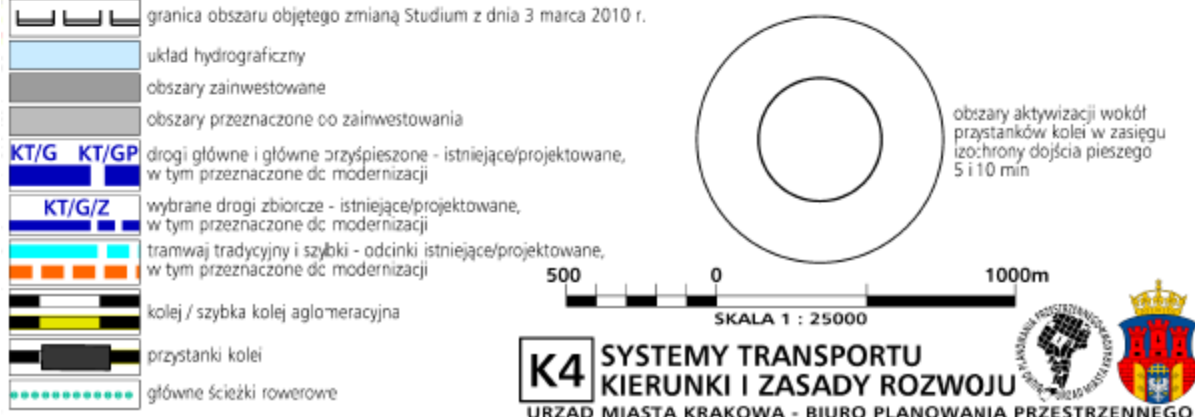 granica obszaru objętego zmianą Studium z dnia 3 marca 2010 r.
układ hydrograficzny
obszary zainwestowane
obszary przeznaczone do zainwestowania
KT/G KT/GP
drogi główne i główne przyśpieszone - istniejące/projektowane,
w tym przeznaczone do modernizacji
KT/G/Z
wybrane drogi zbiorcze - istniejące/projektowane,
w tym przeznaczone do modernizacji
tramwaj tradycyjny i szybki - odcinki istniejące/projektowane,
w tym przeznaczone do modernizacji
kolej / szybka kolej aglomeracyjna
przystanki kolei
główne ścieżki rowerowe
obszary aktywizacji wokół
przystanków kolei w zasięgu
izochrony dojścia pieszego
5 i 10 min
500 0 1000m
SKALA 1 : 25000
K4
SYSTEMY TRANSPORTU
KIERUNKI I ZASADY ROZWOJU
URZĄD MIASTA KRAKOWA - BIURO PLANOWANIA PRZESTRZENNEGO